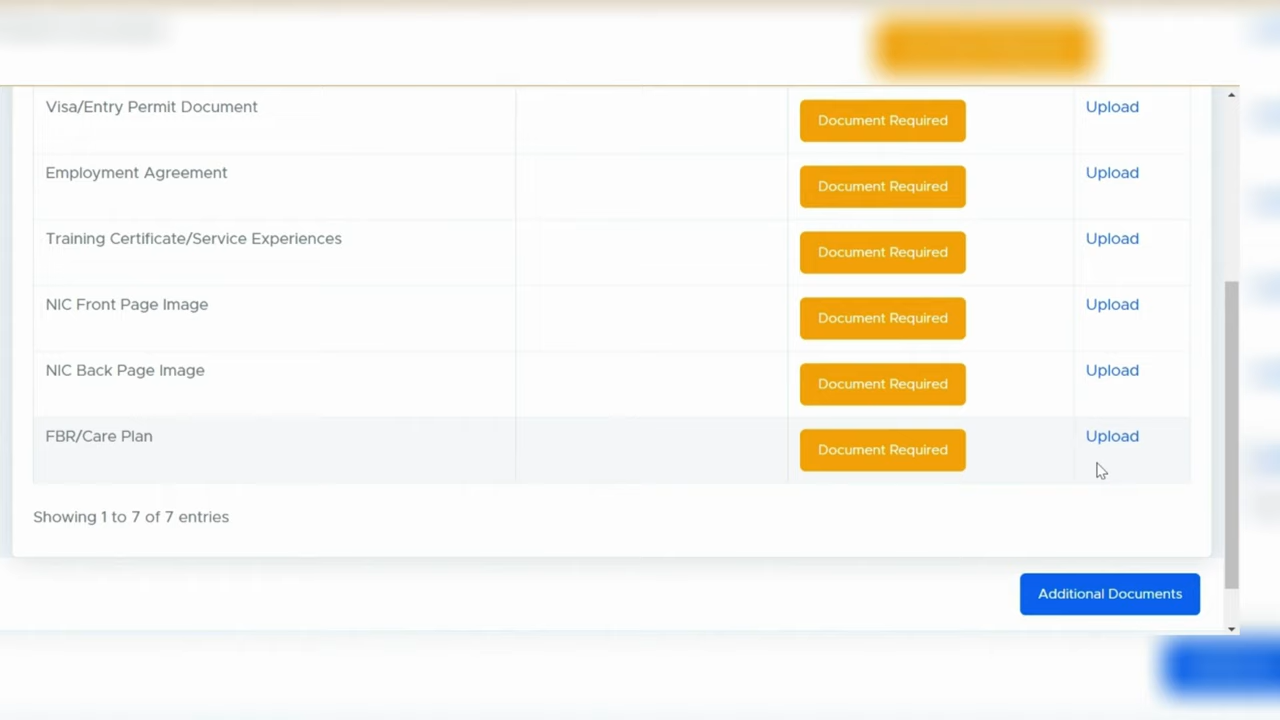 Visa/Entry Permit Document Document Required Upload
Employment Agreement Document Required Upload
Training Certificate/Service Experiences Document Required Upload
NIC Front Page Image Document Required Upload
NIC Back Page Image Document Required Upload
FBR/Care Plan Document Required Upload
Showing 1 to 7 of 7 entries
Additional Documents